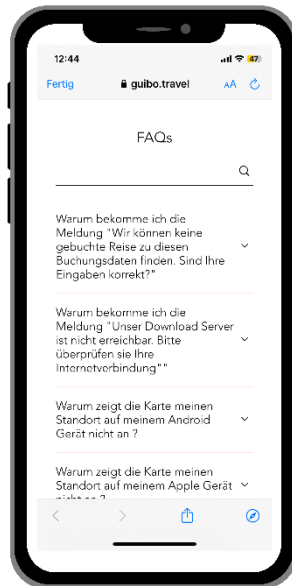 12:44
47
Fertig
guibo.travel
AA
FAQs
Warum bekomme ich die
Meldung "Wir können keine
gebuchte Reise zu diesen
Buchungsdaten finden. Sind Ihre
Eingaben korrekt?"
Warum bekomme ich die
Meldung "Unser Download Server
ist nicht erreichbar. Bitte
überprüfen sie Ihre
Internetverbindung""
Warum zeigt die Karte meinen
Standort auf meinem Android
Gerät nicht an ?
Warum zeigt die Karte meinen
Standort auf meinem Apple Gerät
nicht an ?